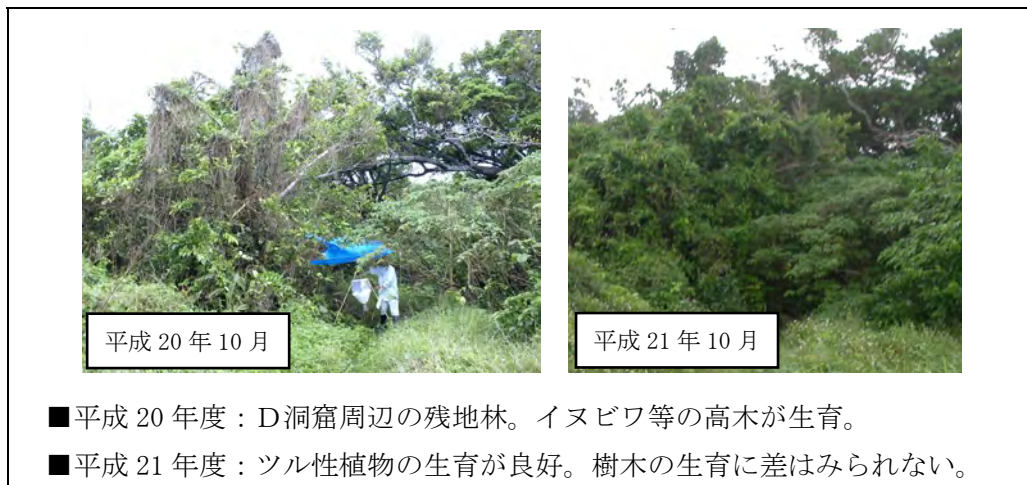 平成 20 年 10 月
平成 21 年 10 月
■平成 20 年度：Ｄ洞窟周辺の残地林。イヌビワ等の高木が生育。
■平成 21 年度：ツル性植物の生育が良好。樹木の生育に差はみられない。